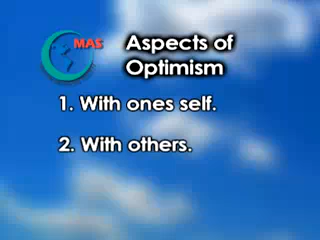 MAS
Aspects of
Optimism
1. With ones self.
2. With others.